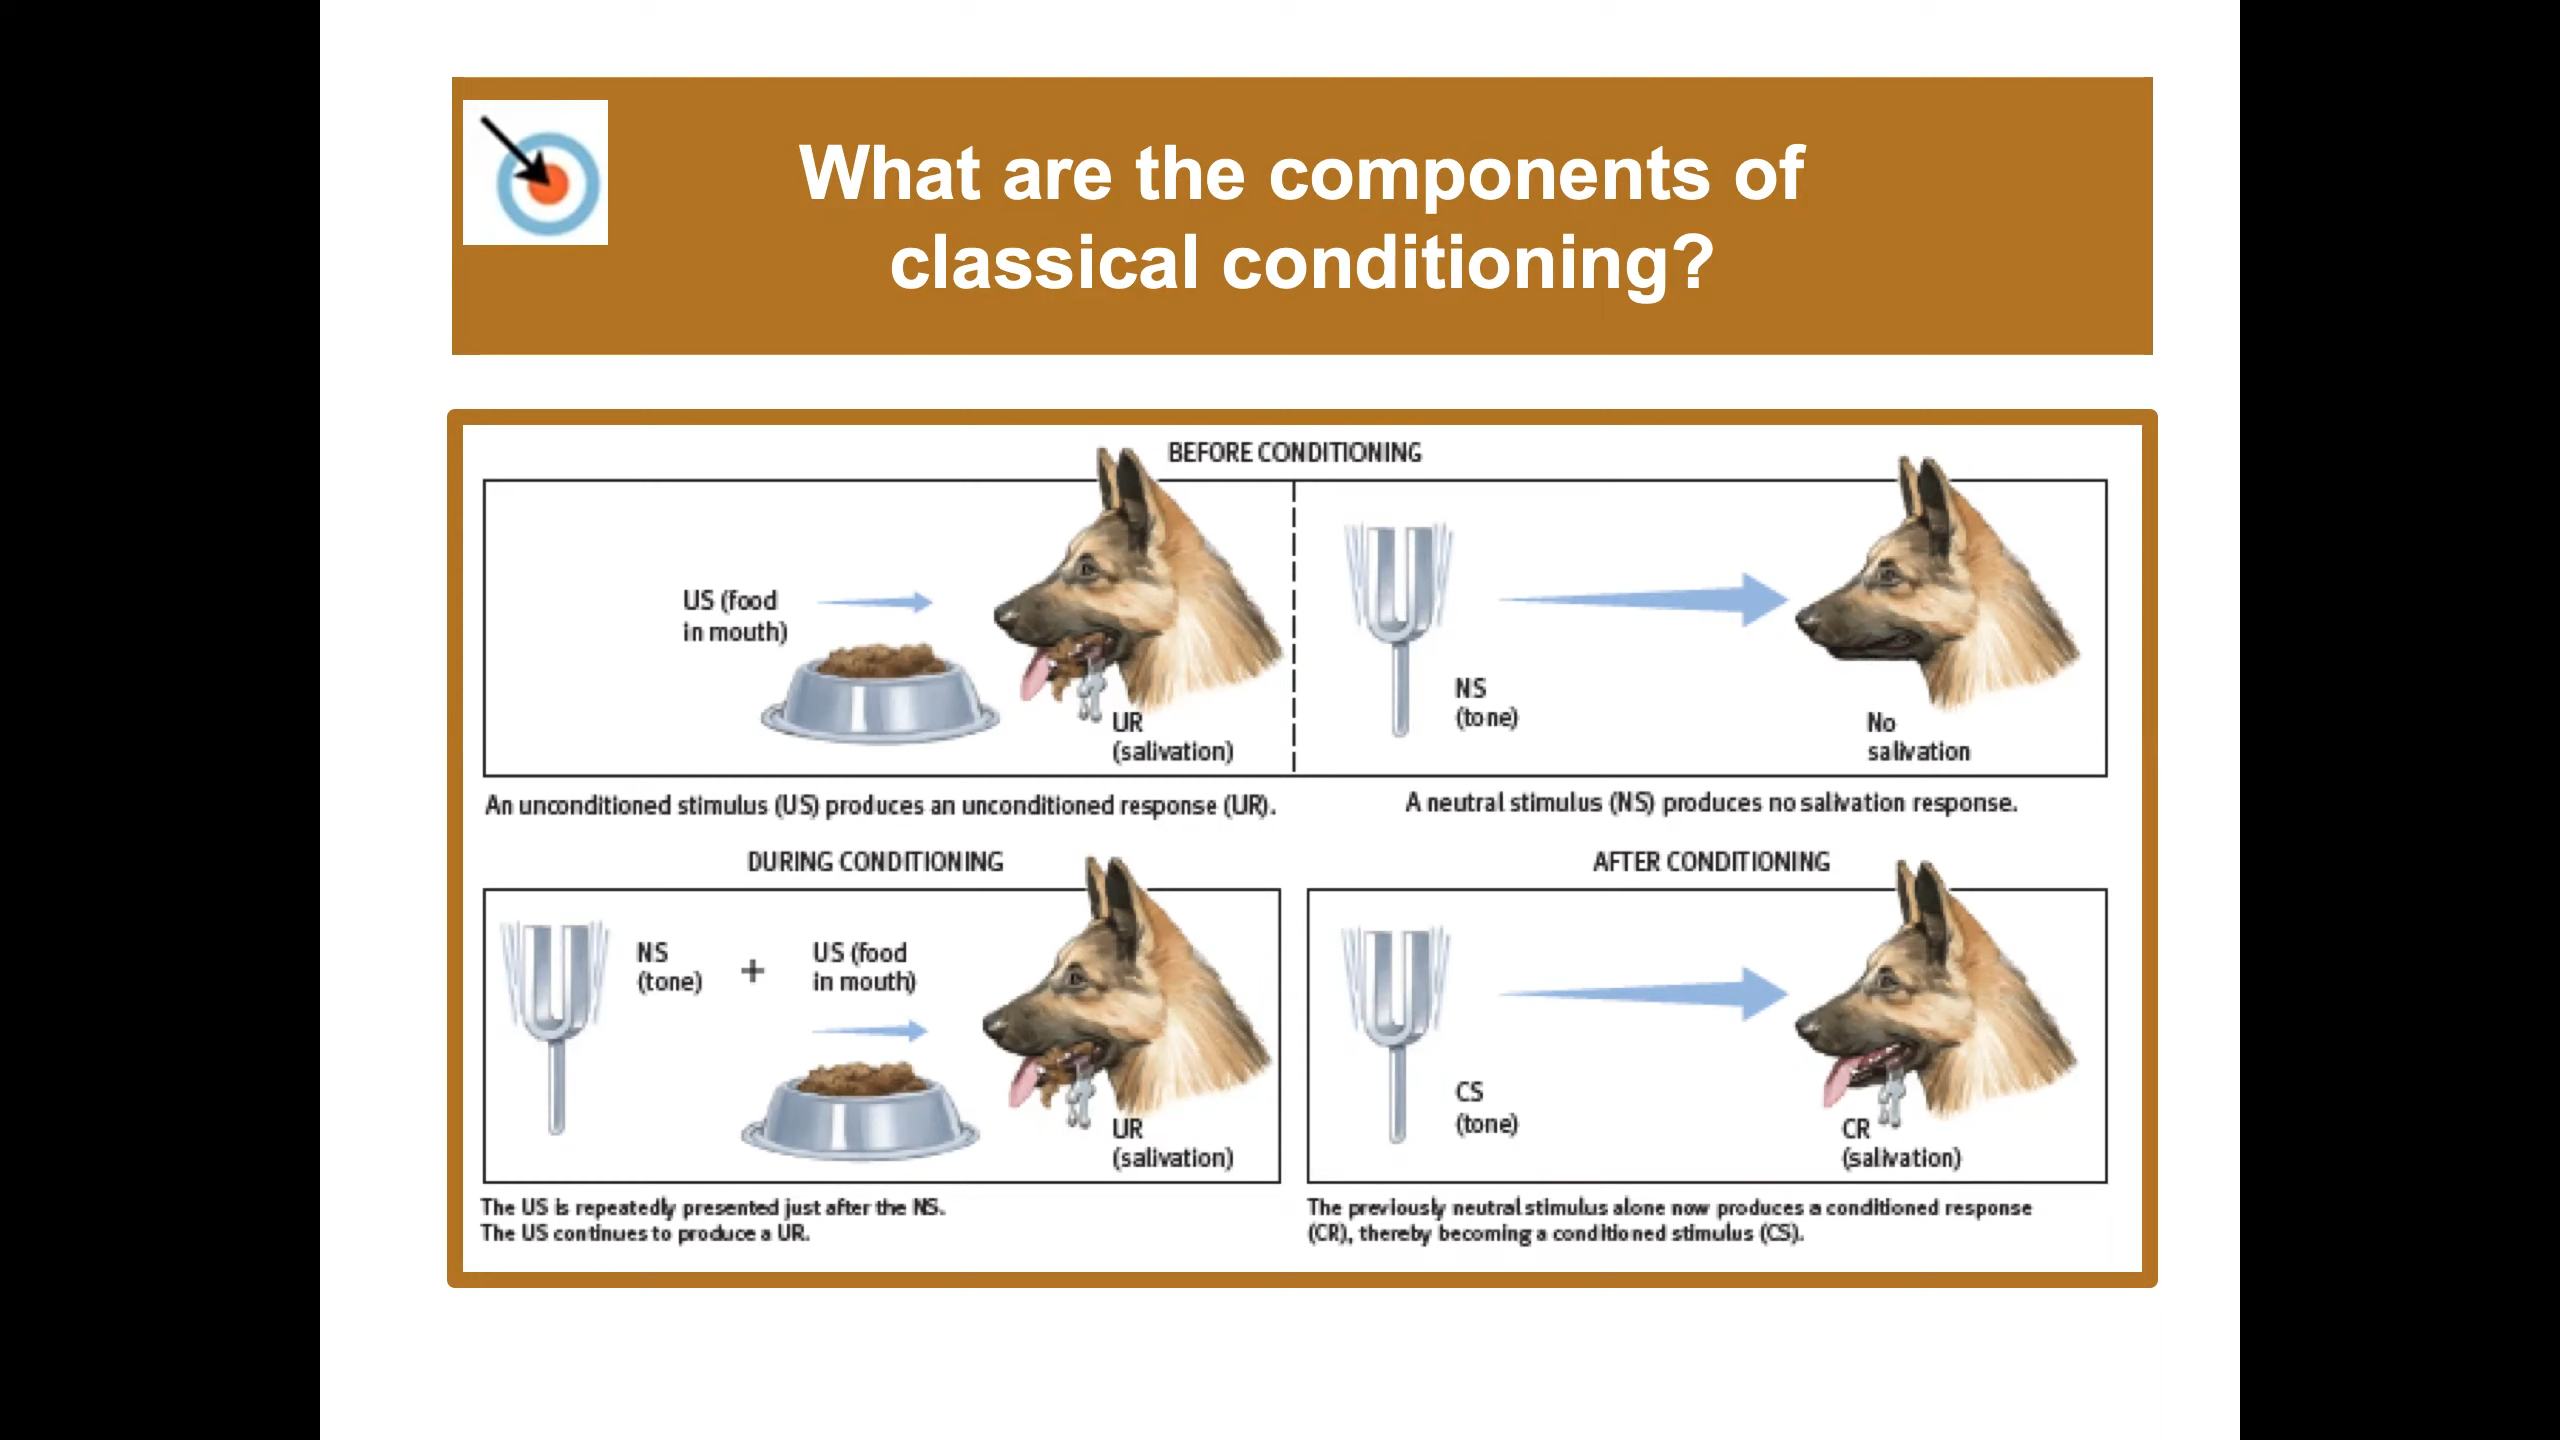 What are the components of
classical conditioning?
BEFORE CONDITIONING
US (food
in mouth)
UR
(salivation)
NS
(tone)
No
salivation
An unconditioned stimulus (US) produces an unconditioned response (UR).
A neutral stimulus (NS) produces no salivation response.
DURING CONDITIONING
NS
(tone)
+
US (food
in mouth)
UR
(salivation)
The US is repeatedly presented just after the NS.
The US continues to produce a UR.
AFTER CONDITIONING
CS
(tone)
CR
(salivation)
The previously neutral stimulus alone now produces a conditioned response
(CR), thereby becoming a conditioned stimulus (CS).